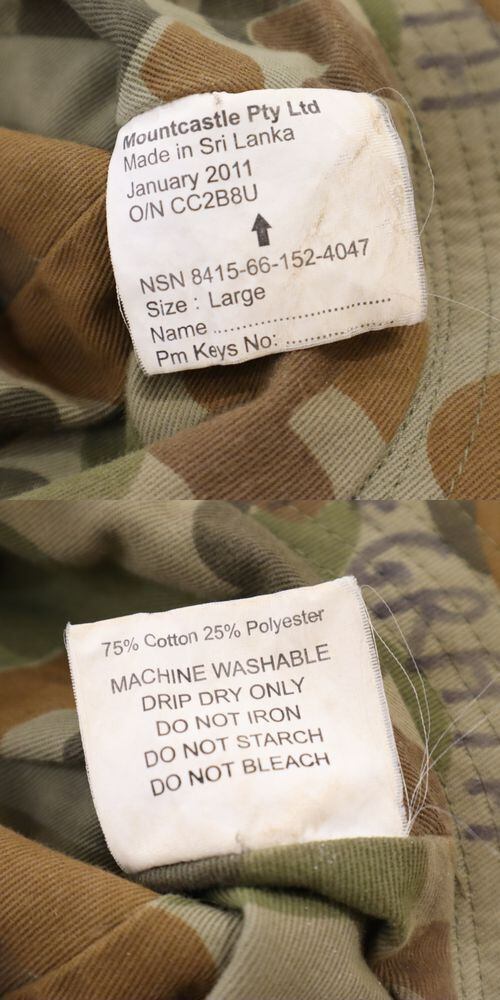 Mountcastle Pty Ltd
Made in Sri Lanka
January 2011
O/N CC2B8U
NSN 8415-66-152-4047
Size : Large
Name ................................
Pm Keys No: ...................
75% Cotton 25% Polyester
MACHINE WASHABLE
DRIP DRY ONLY
DO NOT IRON
DO NOT STARCH
DO NOT BLEACH